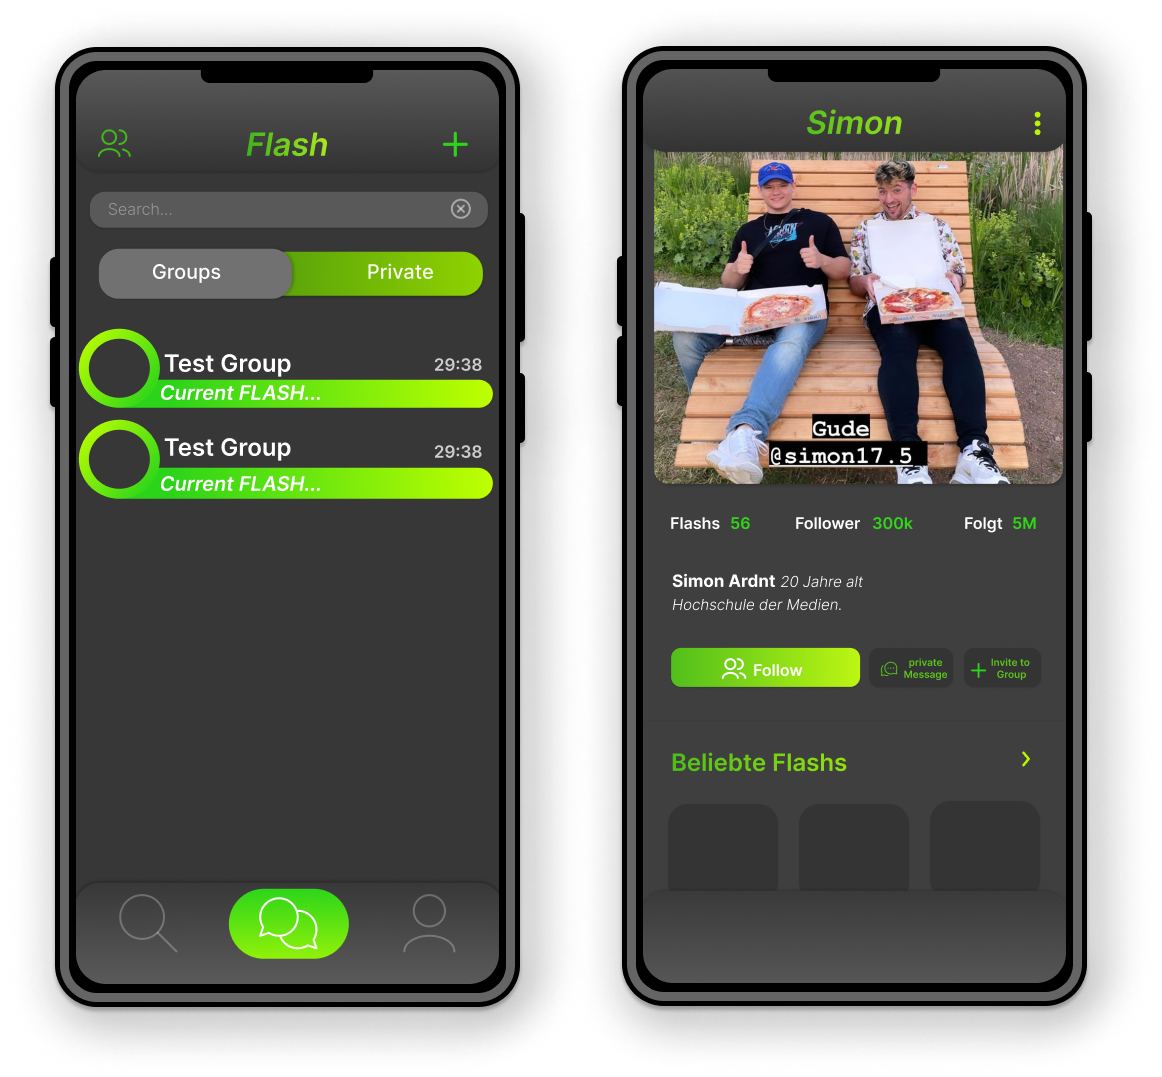 Flash
Search...
Groups
Private
Test Group
29:38
Current FLASH...
Test Group
29:38
Current FLASH...
Simon
Gude
@simon17.5
Flashs 56
Follower 300k
Folgt 5M
Simon Ardnt 20 Jahre alt
Hochschule der Medien.
Follow
private
Message
Invite to
Group
Beliebte Flashs